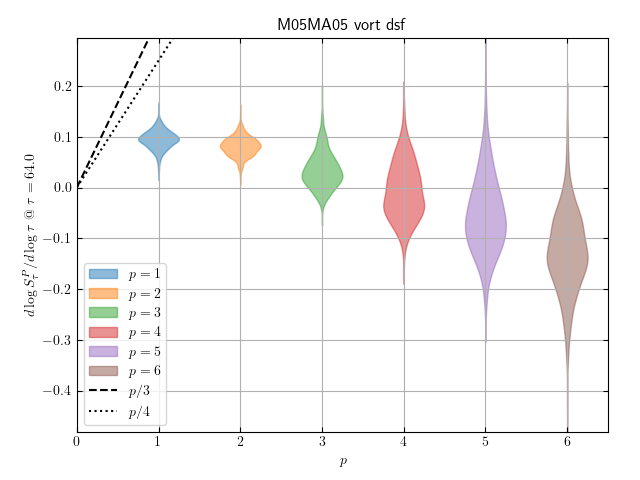 M05MA05 vort dsf
d log S_τ^P / d log τ @ τ = 64.0
0.2
0.1
0.0
−0.1
−0.2
−0.3
−0.4
p = 1
p = 2
p = 3
p = 4
p = 5
p = 6
p/3
p/4
0 1 2 3 4 5 6
p